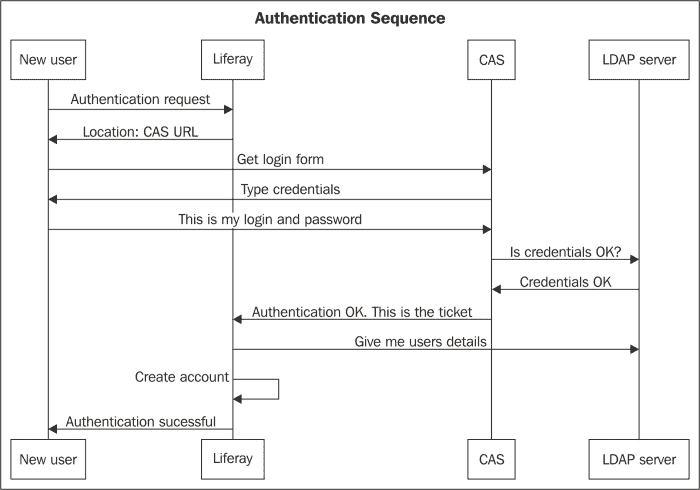 Authentication Sequence
New user
Liferay
CAS
LDAP server
Authentication request
Location: CAS URL
Get login form
Type credentials
This is my login and password
Is credentials OK?
Credentials OK
Authentication OK. This is the ticket
Give me users details
Create account
Authentication sucessful
New user
Liferay
CAS
LDAP server